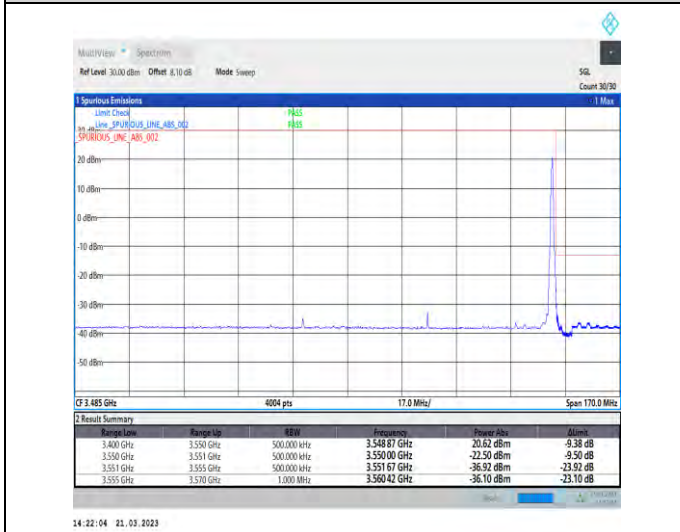 MultiView Spectrum
Ref Level 30.00 dBm Offset 8.10 dB Mode Sweep SGL
Count 30/30
1 Spurious Emissions 1 Max
Limit Check PASS
Line _SPURIOUS_LINE_ABS_002 PASS
30 dBm
_SPURIOUS_LINE_ABS_002
20 dBm
10 dBm
0 dBm
-10 dBm
-20 dBm
-30 dBm
-40 dBm
-50 dBm
CF 3.485 GHz 4004 pts 17.0 MHz/ Span 170.0 MHz
2 Result Summary
Range Low Range Up RBW Frequency Power Abs ΔLimit
3.400 GHz 3.550 GHz 500.000 kHz 3.548 87 GHz 20.62 dBm -9.38 dB
3.550 GHz 3.551 GHz 500.000 kHz 3.550 00 GHz -22.50 dBm -9.50 dB
3.551 GHz 3.555 GHz 500.000 kHz 3.551 67 GHz -36.92 dBm -23.92 dB
3.555 GHz 3.570 GHz 1.000 MHz 3.560 42 GHz -36.10 dBm -23.10 dB
14:22:04 21.03.2023